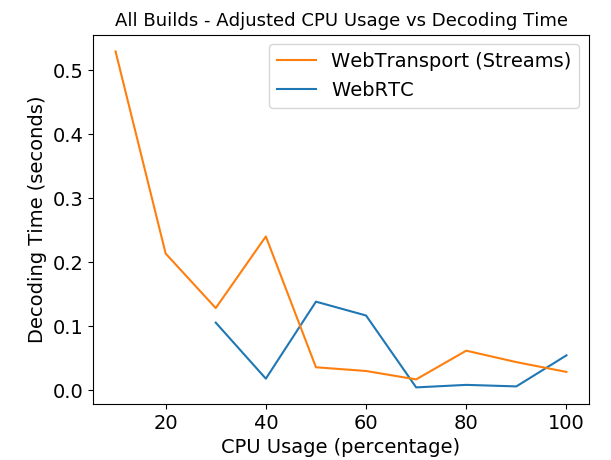 All Builds - Adjusted CPU Usage vs Decoding Time
WebTransport (Streams)
WebRTC
Decoding Time (seconds)
0.5
0.4
0.3
0.2
0.1
0.0
20 40 60 80 100
CPU Usage (percentage)